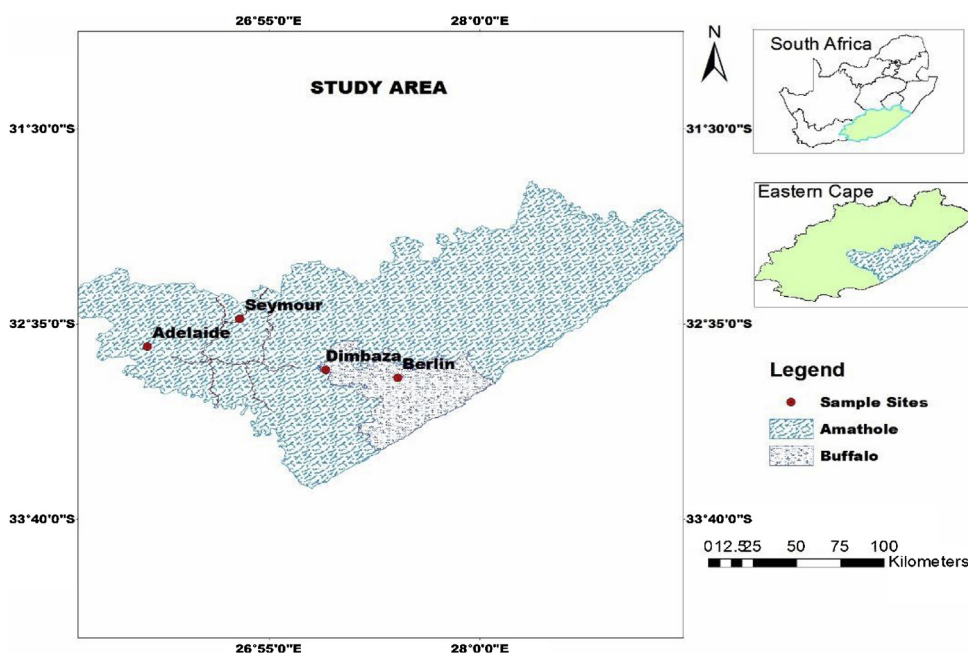 26°55'0"E 28°0'0"E
N
STUDY AREA
South Africa
31°30'0"S 31°30'0"S
Eastern Cape
Seymour
32°35'0"S Adelaide 32°35'0"S
Dimbaza
Berlin
Legend
Sample Sites
Amathole
Buffalo
33°40'0"S 33°40'0"S
0 12.5 25 50 75 100
Kilometers
26°55'0"E 28°0'0"E